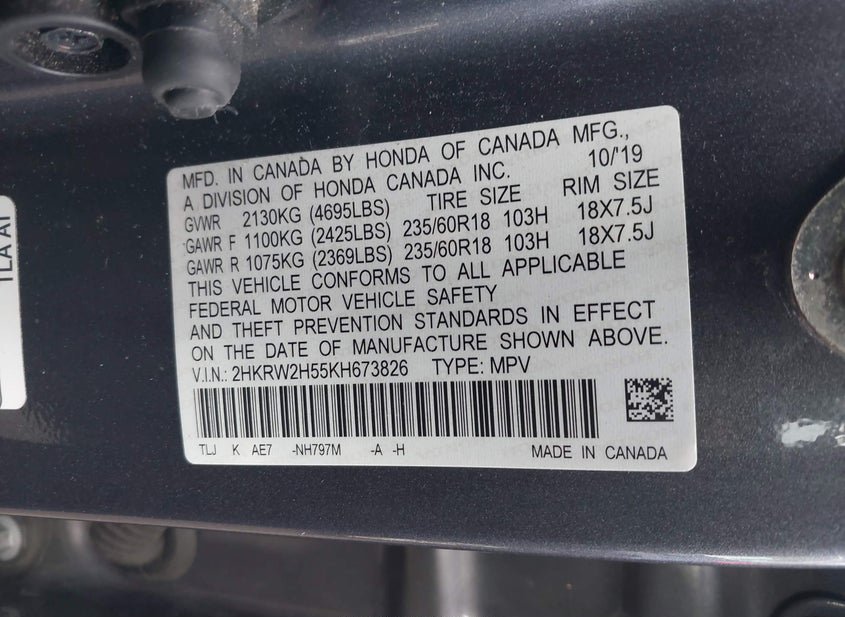 MFD. IN CANADA BY HONDA OF CANADA MFG.,
A DIVISION OF HONDA CANADA INC. 10/'19
GVWR 2130KG (4695LBS) TIRE SIZE RIM SIZE
GAWR F 1100KG (2425LBS) 235/60R18 103H 18X7.5J
GAWR R 1075KG (2369LBS) 235/60R18 103H 18X7.5J
THIS VEHICLE CONFORMS TO ALL APPLICABLE
FEDERAL MOTOR VEHICLE SAFETY
AND THEFT PREVENTION STANDARDS IN EFFECT
ON THE DATE OF MANUFACTURE SHOWN ABOVE.
V.I.N.: 2HKRW2H55KH673826 TYPE: MPV
TLJ K AE7 -NH797M -A -H MADE IN CANADA
TLA A1